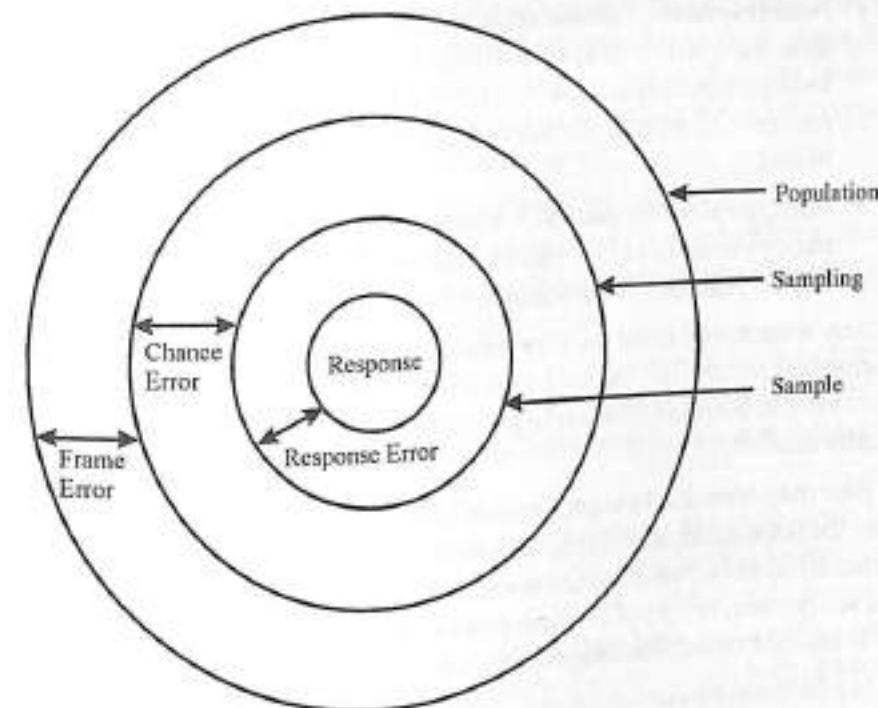 Population
Sampling
Chance
Error
Response
Sample
Response Error
Frame
Error